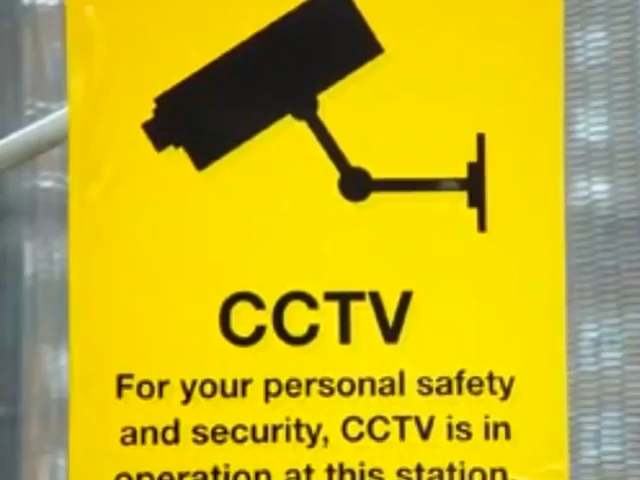 CCTV
For your personal safety
and security, CCTV is in
operation at this station.